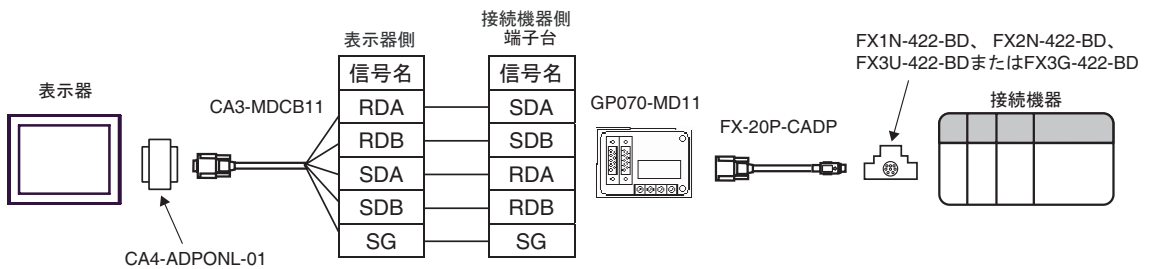 表示器
CA4-ADPONL-01
CA3-MDCB11
表示器側
信号名
RDA
RDB
SDA
SDB
SG
接続機器側
端子台
信号名
SDA
SDB
RDA
RDB
SG
GP070-MD11
FX-20P-CADP
FX1N-422-BD、 FX2N-422-BD、
FX3U-422-BDまたはFX3G-422-BD
接続機器